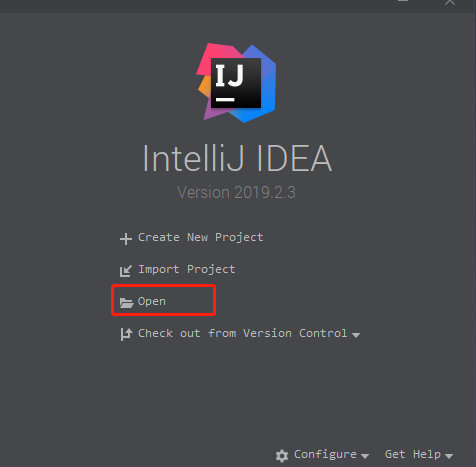 IJ
IntelliJ IDEA
Version 2019.2.3
Create New Project
Import Project
Open
Check out from Version Control
Configure Get Help